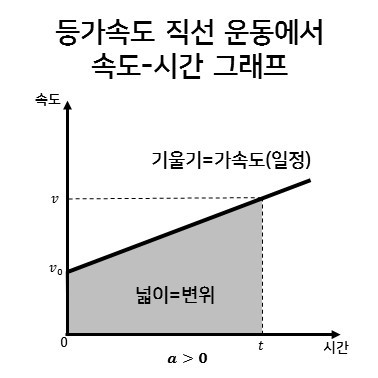 등가속도 직선 운동에서
속도-시간 그래프
속도
기울기=가속도(일정)
v
v₀
넓이=변위
0
t
시간
a > 0